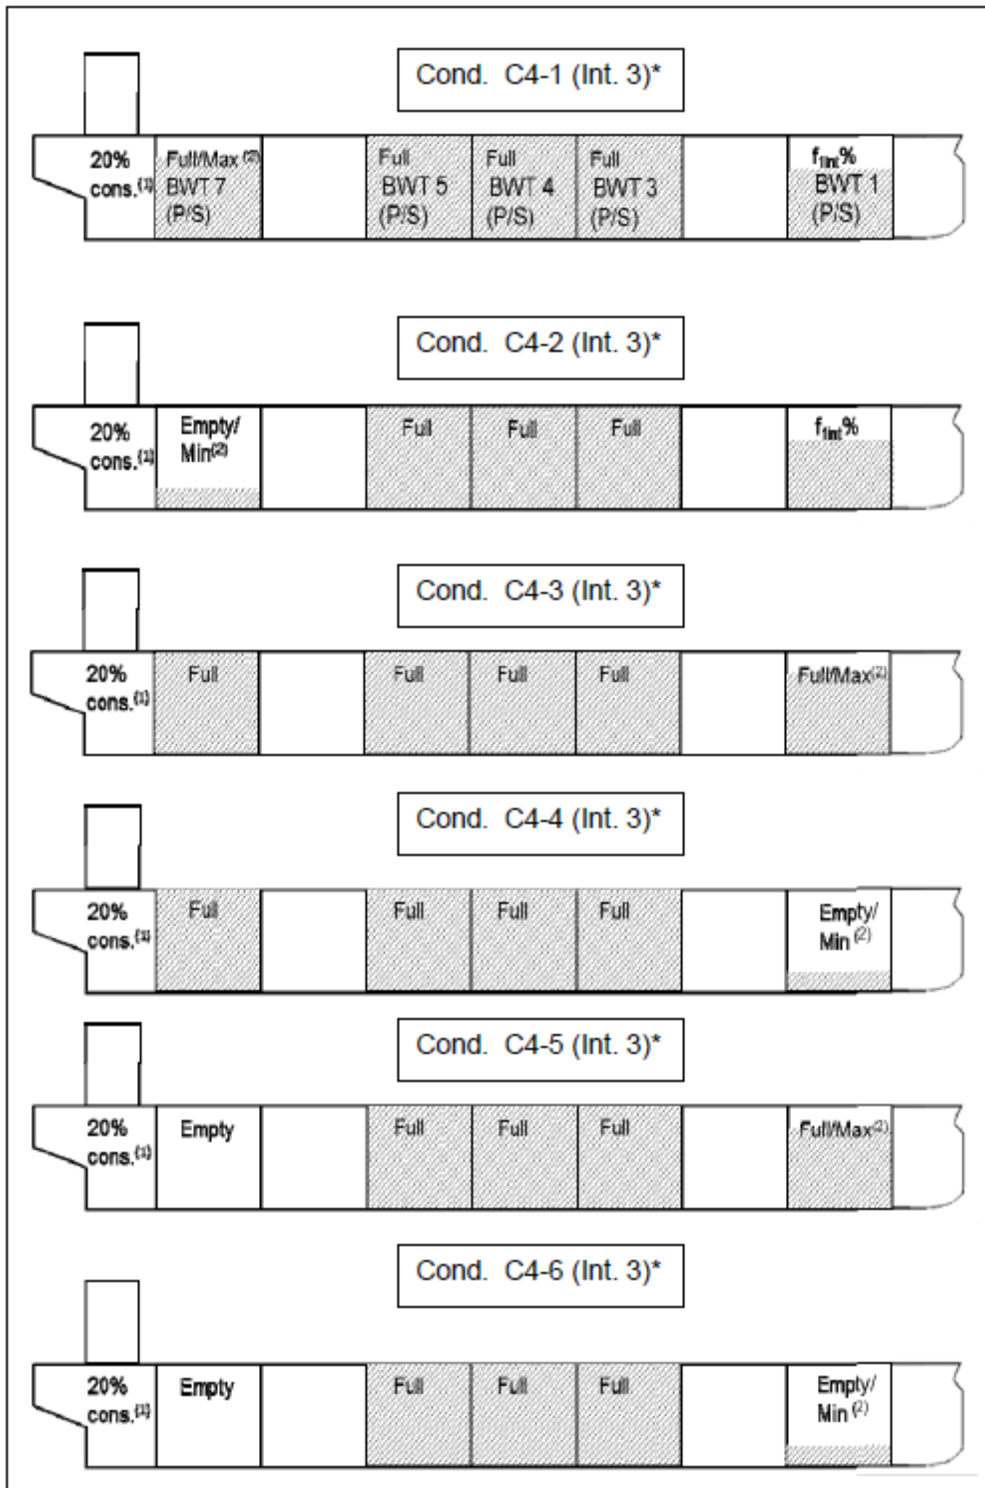 Cond. C4-1 (Int. 3)*
20% cons.(1)
Full/Max (2) BWT 7 (P/S)
Full BWT 5 (P/S)
Full BWT 4 (P/S)
Full BWT 3 (P/S)
f1int% BWT 1 (P/S)
Cond. C4-2 (Int. 3)*
20% cons.(1)
Empty/ Min(2)
Full
Full
Full
f1int%
Cond. C4-3 (Int. 3)*
20% cons.(1)
Full
Full
Full
Full
Full/Max(2)
Cond. C4-4 (Int. 3)*
20% cons.(1)
Full
Full
Full
Full
Empty/ Min (2)
Cond. C4-5 (Int. 3)*
20% cons.(1)
Empty
Full
Full
Full
Full/Max(2)
Cond. C4-6 (Int. 3)*
20% cons.(1)
Empty
Full
Full
Full
Empty/ Min (2)